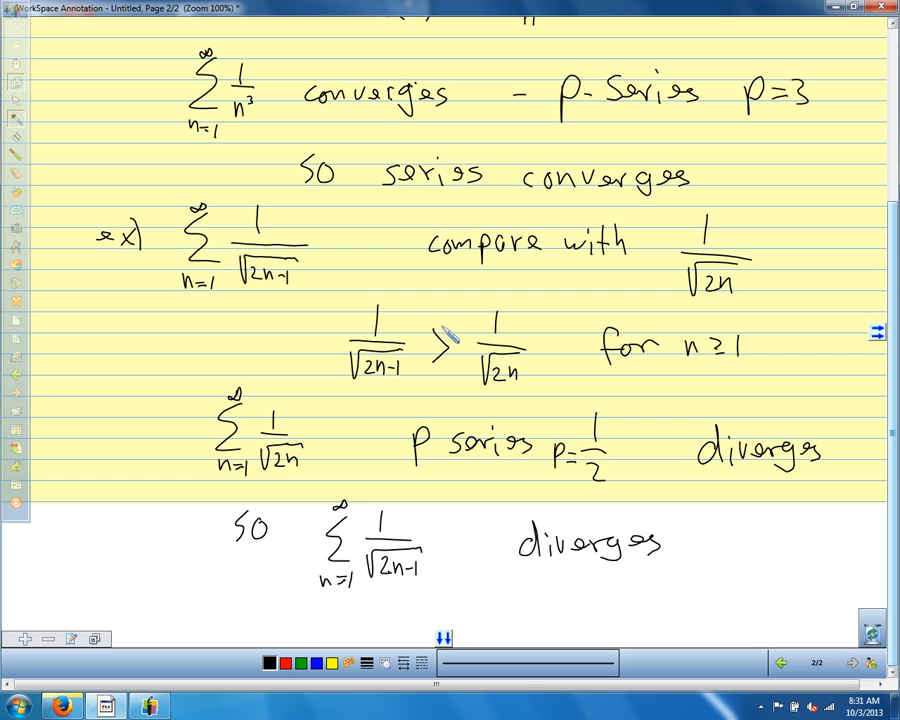 WorkSpace Annotation - Untitled, Page 2/2 (Zoom 100%) *
∞∑n=1 1/n³ converges - p-series p=3
so series converges
ex) ∞∑n=1 1/√(2n-1) compare with 1/√(2n)
1/√(2n-1) > 1/√(2n) for n≥1
∞∑n=1 1/√(2n) p series p=1/2 diverges
so ∞∑n=1 1/√(2n-1) diverges
2/2
8:31 AM
10/3/2013